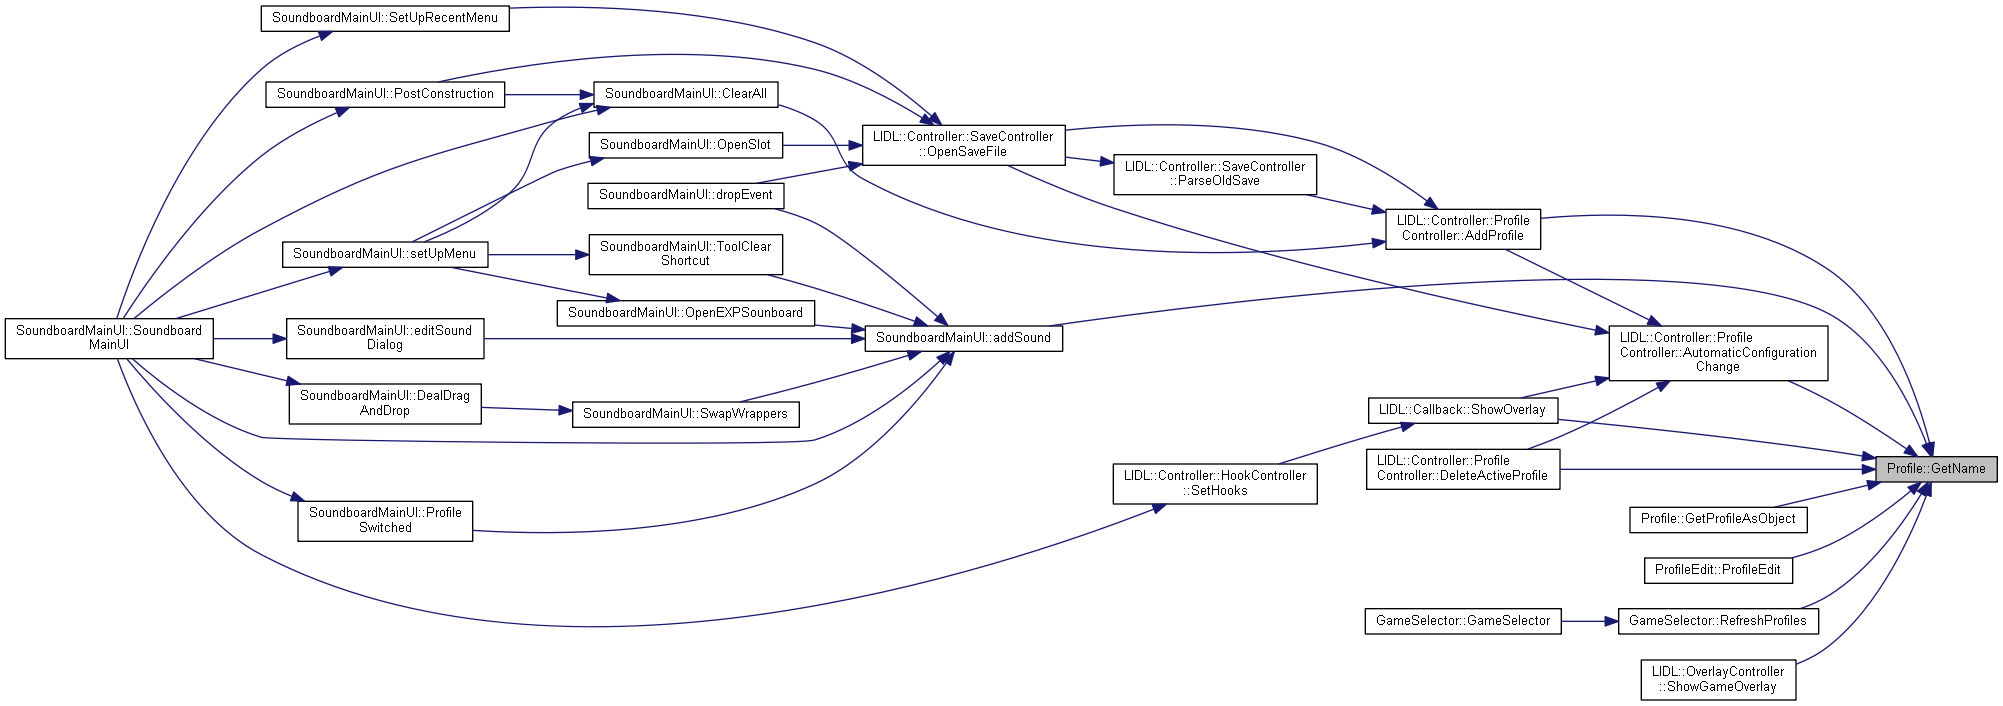 SoundboardMainUI::SetUpRecentMenu
SoundboardMainUI::PostConstruction
SoundboardMainUI::ClearAll
SoundboardMainUI::OpenSlot
SoundboardMainUI::dropEvent
SoundboardMainUI::setUpMenu
SoundboardMainUI::ToolClear
Shortcut
SoundboardMainUI::OpenEXPSounboard
SoundboardMainUI::Soundboard
MainUI
SoundboardMainUI::editSound
Dialog
SoundboardMainUI::DealDrag
AndDrop
SoundboardMainUI::SwapWrappers
SoundboardMainUI::Profile
Switched
LIDL::Controller::SaveController
::OpenSaveFile
SoundboardMainUI::addSound
LIDL::Controller::SaveController
::ParseOldSave
LIDL::Controller::HookController
::SetHooks
LIDL::Controller::Profile
Controller::AddProfile
LIDL::Callback::ShowOverlay
LIDL::Controller::Profile
Controller::DeleteActiveProfile
GameSelector::GameSelector
LIDL::Controller::Profile
Controller::AutomaticConfiguration
Change
Profile::GetProfileAsObject
ProfileEdit::ProfileEdit
GameSelector::RefreshProfiles
LIDL::OverlayController
::ShowGameOverlay
Profile::GetName